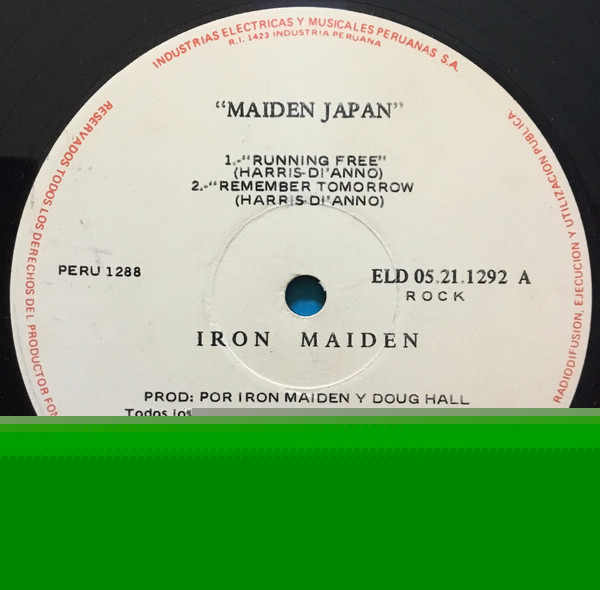 INDUSTRIAS ELECTRICAS Y MUSICALES PERUANAS S.A.
R.I. 1423 INDUSTRIA PERUANA
RESERVADOS TODOS LOS DERECHOS DEL PRODUCTOR FON
RADIODIFUSION, EJECUCION Y UTILIZACION PUBLICA
"MAIDEN JAPAN"
1.-"RUNNING FREE"
(HARRIS-DI'ANNO)
2.-"REMEMBER TOMORROW
(HARRIS DI'ANNO)
PERU 1288
ELD 05.21.1292 A
ROCK
IRON MAIDEN
PROD: POR IRON MAIDEN Y DOUG HALL
Todos los